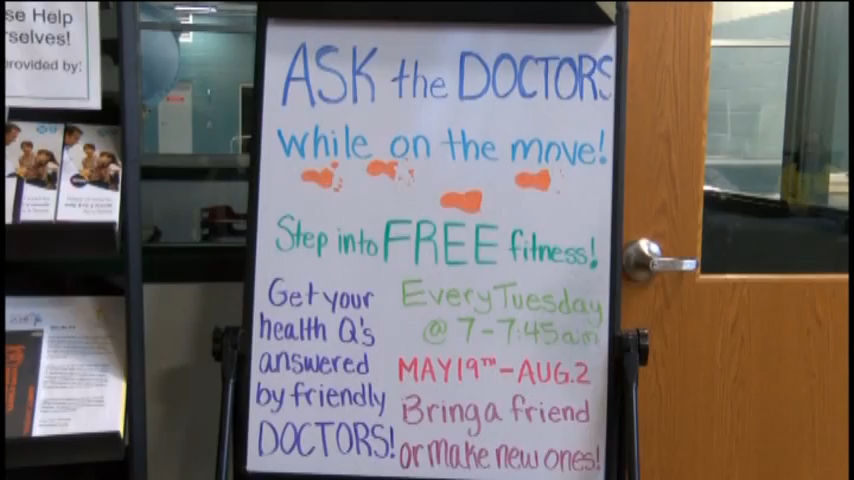 se Help
rselves!
provided by:
ASK the DOCTORS
while on the move!
Step into FREE fitness!
Get your
health Q's
answered
by friendly
DOCTORS!
Every Tuesday
@ 7-7:45am
MAY 19TH-AUG.2
Bring a friend
or make new ones!